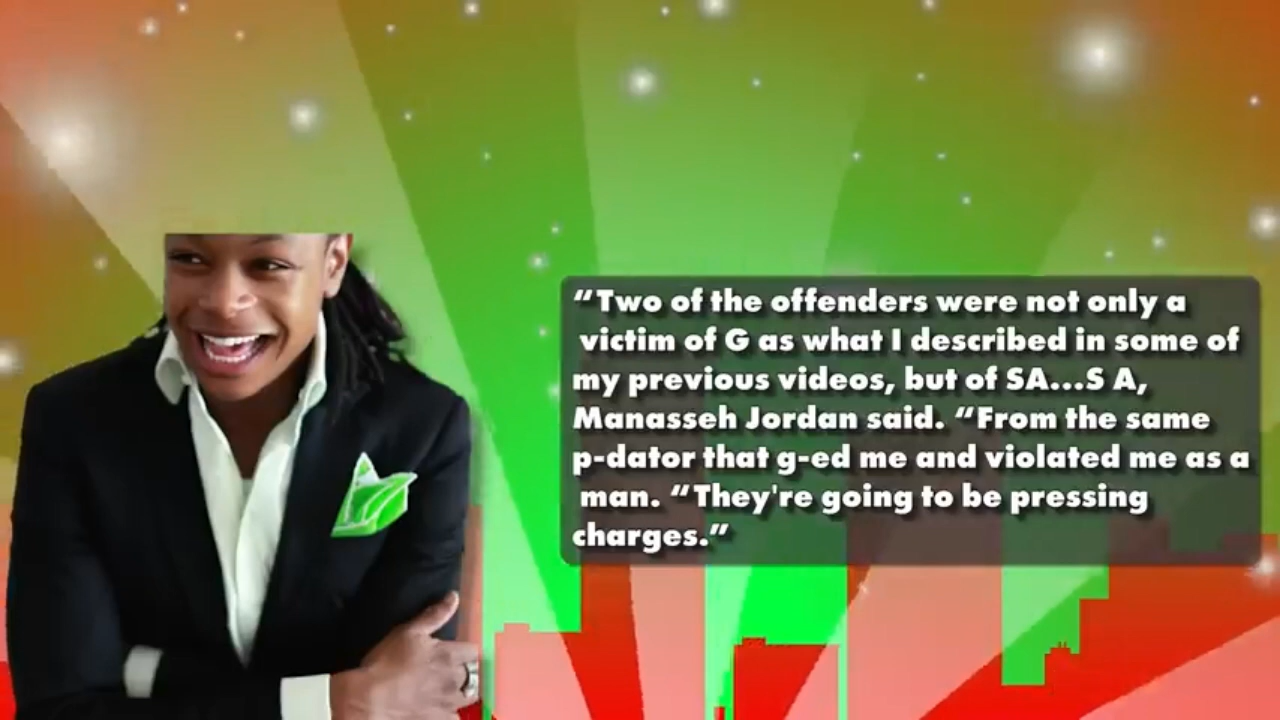 “Two of the offenders were not only a
victim of G as what I described in some of
my previous videos, but of SA...S A,
Manasseh Jordan said. “From the same
p-dator that g-ed me and violated me as a
man. “They're going to be pressing
charges.”